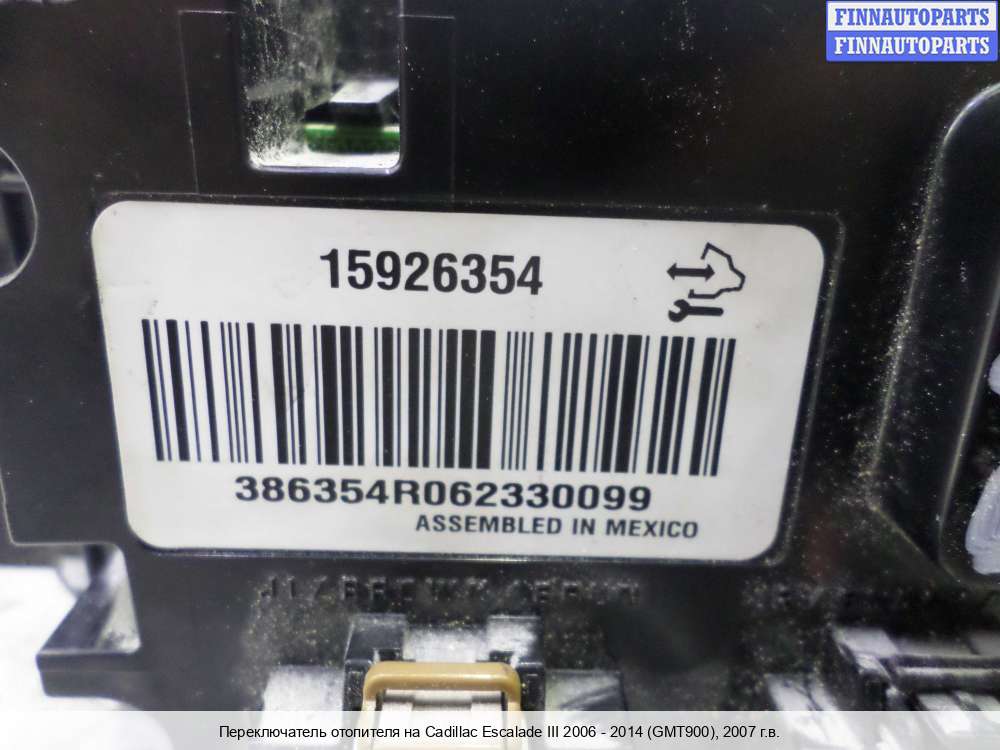 FINNAUTOPARTS
FINNAUTOPARTS
15926354
386354R062330099
ASSEMBLED IN MEXICO
Переключатель отопителя на Cadillac Escalade III 2006 - 2014 (GMT900), 2007 г.в.